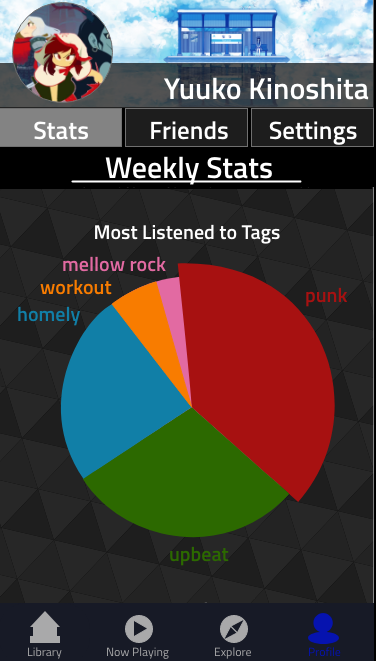 Yuuko Kinoshita
Stats Friends Settings
Weekly Stats
Most Listened to Tags
mellow rock
workout
punk
homely
upbeat
Library Now Playing Explore Profile